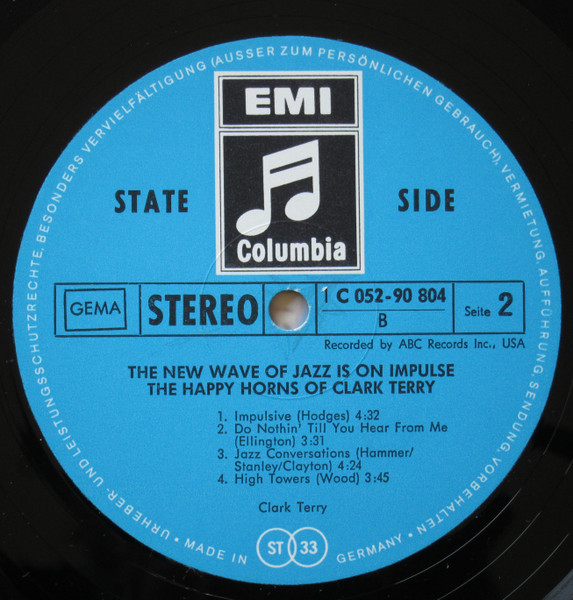 URHEBER- UND LEISTUNGSSCHUTZRECHTE, BESONDERS VERVIELFÄLTIGUNG (AUSSER ZUM PERSÖNLICHEN GEBRAUCH), VERMIETUNG, AUFFÜHRUNG, SENDUNG, VORBEHALTEN
EMI
STATE SIDE
Columbia
GEMA STEREO 1 C 052-90 804 Seite 2
B
Recorded by ABC Records Inc., USA
THE NEW WAVE OF JAZZ IS ON IMPULSE
THE HAPPY HORNS OF CLARK TERRY
1. Impulsive (Hodges) 4:32
2. Do Nothin' Till You Hear From Me
(Ellington) 3:31
3. Jazz Conversations (Hammer/
Stanley/Clayton) 4:24
4. High Towers (Wood) 3:45
Clark Terry
• MADE IN ST 33 GERMANY •